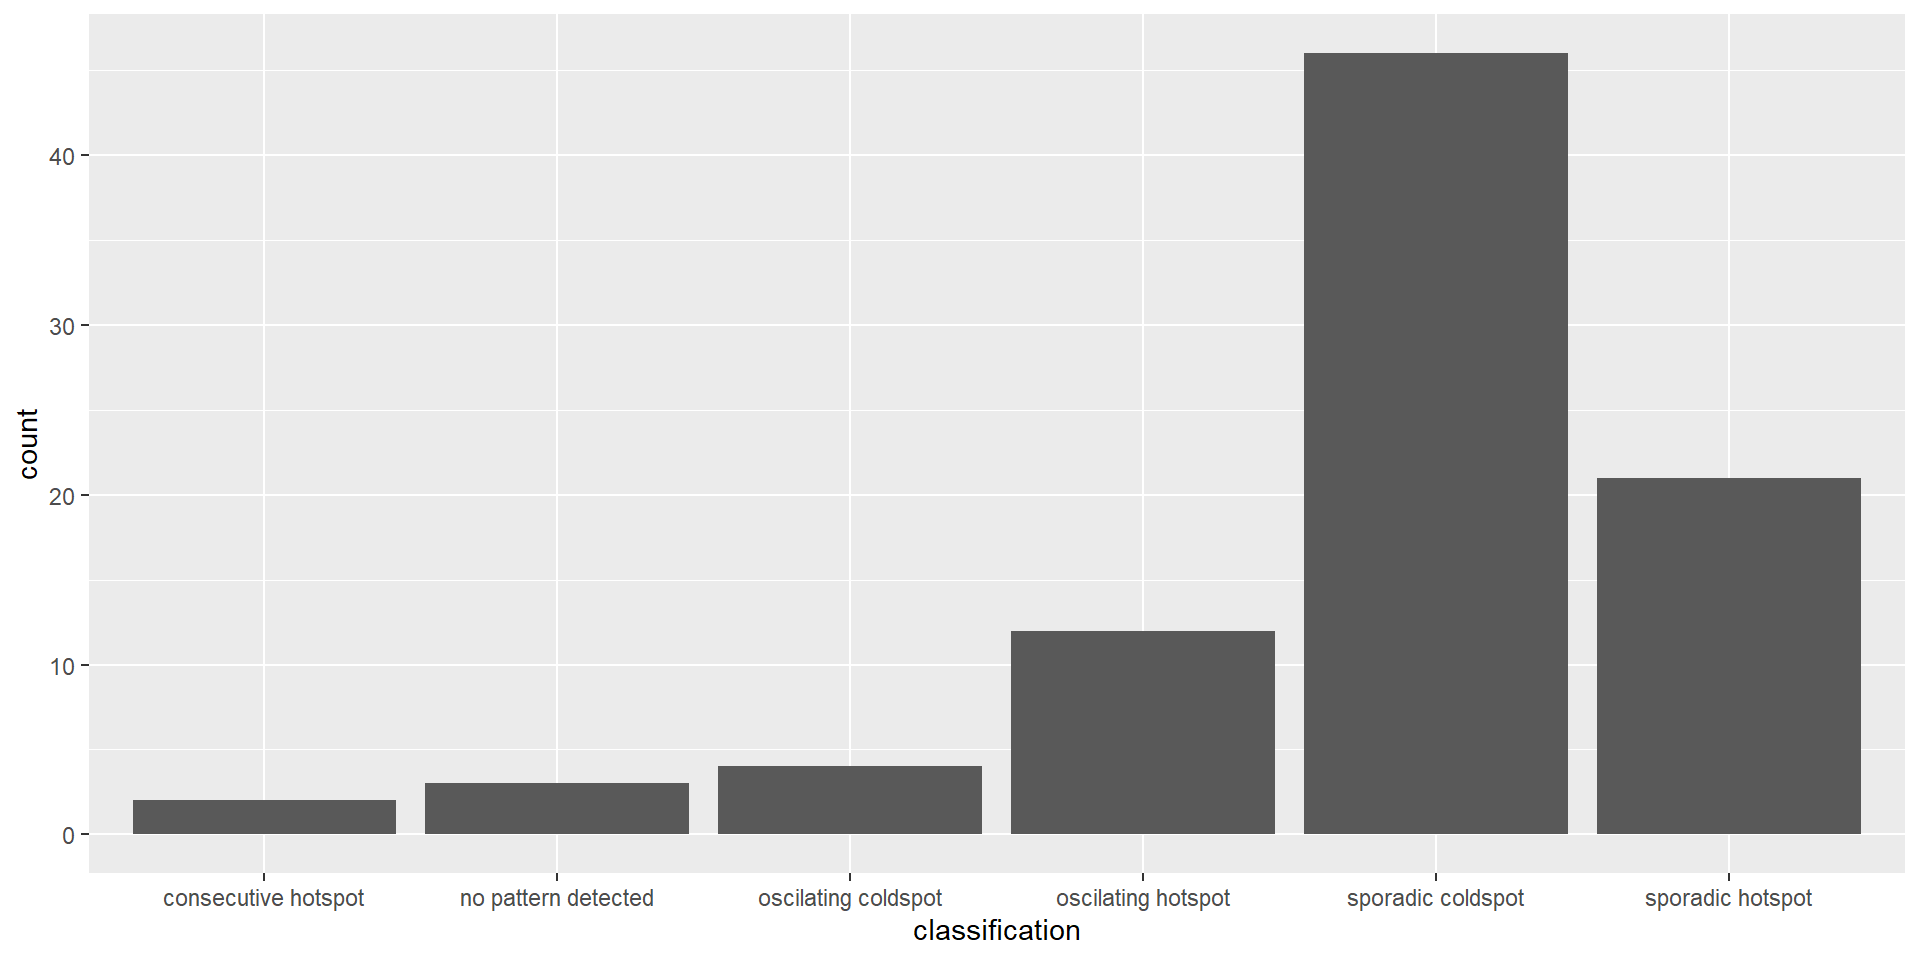 count
40
30
20
10
0
consecutive hotspot
no pattern detected
oscilating coldspot
oscilating hotspot
sporadic coldspot
sporadic hotspot
classification